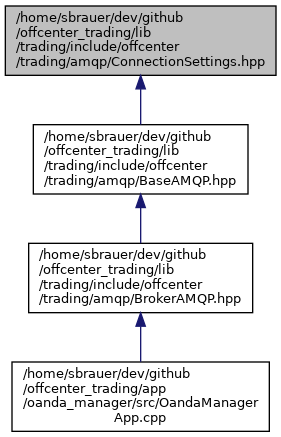 /home/sbrauer/dev/github
/offcenter_trading/lib
/trading/include/offcenter
/trading/amqp/ConnectionSettings.hpp
/home/sbrauer/dev/github
/offcenter_trading/lib
/trading/include/offcenter
/trading/amqp/BaseAMQP.hpp
/home/sbrauer/dev/github
/offcenter_trading/lib
/trading/include/offcenter
/trading/amqp/BrokerAMQP.hpp
/home/sbrauer/dev/github
/offcenter_trading/app
/oanda_manager/src/OandaManager
App.cpp